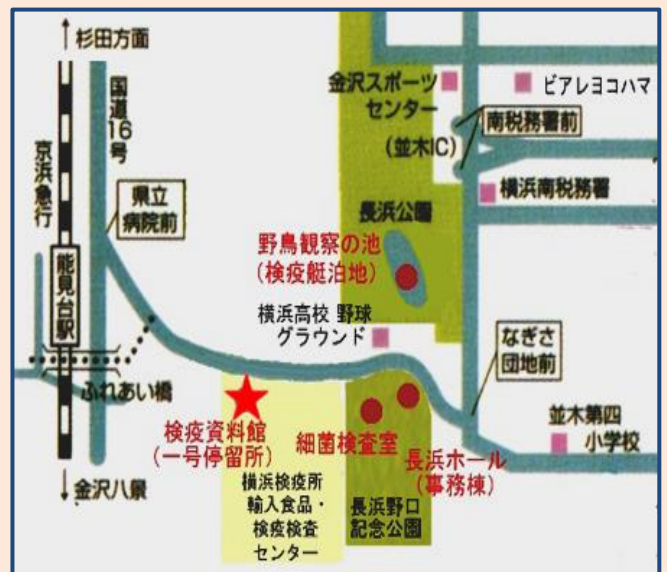 杉田方面
国道16号
京浜急行
県立
病院前
能見台駅
ふれあい橋
金沢八景
金沢スポーツ
センター
ビアレヨコハマ
南税務署前
(並木IC)
横浜南税務署
長浜公園
野鳥観察の池
(検疫艇泊地)
横浜高校 野球
グラウンド
なぎさ
団地前
並木第四
小学校
検疫資料館
(一号停留所)
細菌検査室
長浜ホール
(事務棟)
横浜検疫所
輸入食品・
検疫検査
センター
長浜野口
記念公園